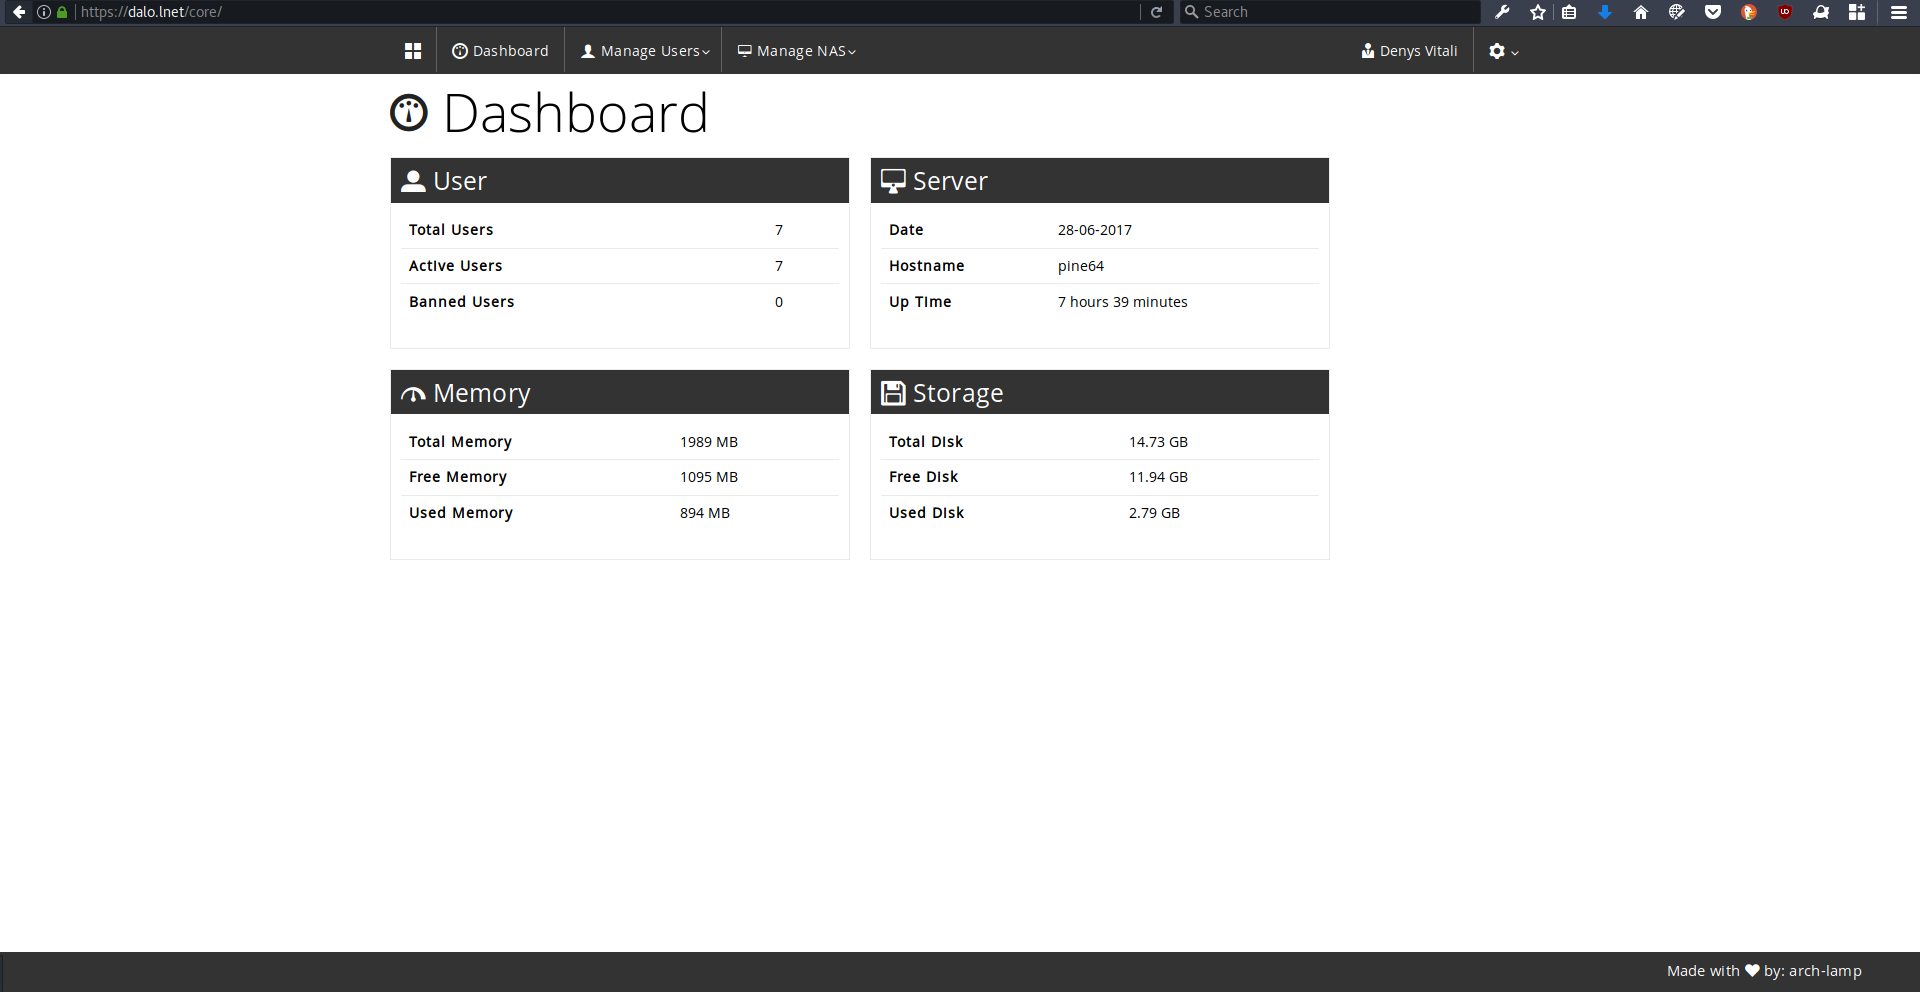 https://dalo.lnet/core/ Search
Dashboard Manage Users Manage NAS Denys Vitali
Dashboard
User
Total Users 7
Active Users 7
Banned Users 0
Server
Date 28-06-2017
Hostname pine64
Up Time 7 hours 39 minutes
Memory
Total Memory 1989 MB
Free Memory 1095 MB
Used Memory 894 MB
Storage
Total Disk 14.73 GB
Free Disk 11.94 GB
Used Disk 2.79 GB
Made with ♥ by: arch-lamp